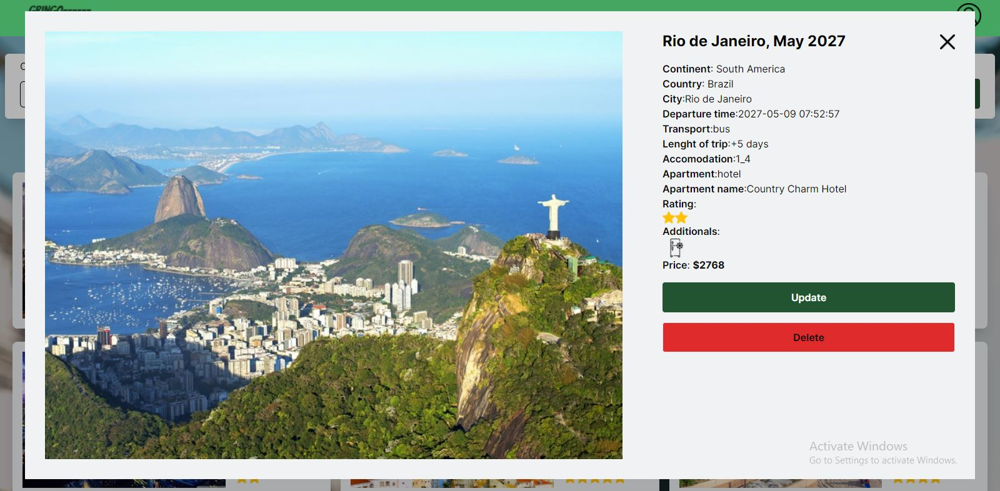 GRINGO
Rio de Janeiro, May 2027
Continent: South America
Country: Brazil
City:Rio de Janeiro
Departure time:2027-05-09 07:52:57
Transport:bus
Lenght of trip:+5 days
Accomodation:1_4
Apartment:hotel
Apartment name:Country Charm Hotel
Rating:
Additionals:
Price: $2768
Update
Delete
Activate Windows
Go to Settings to activate Windows.